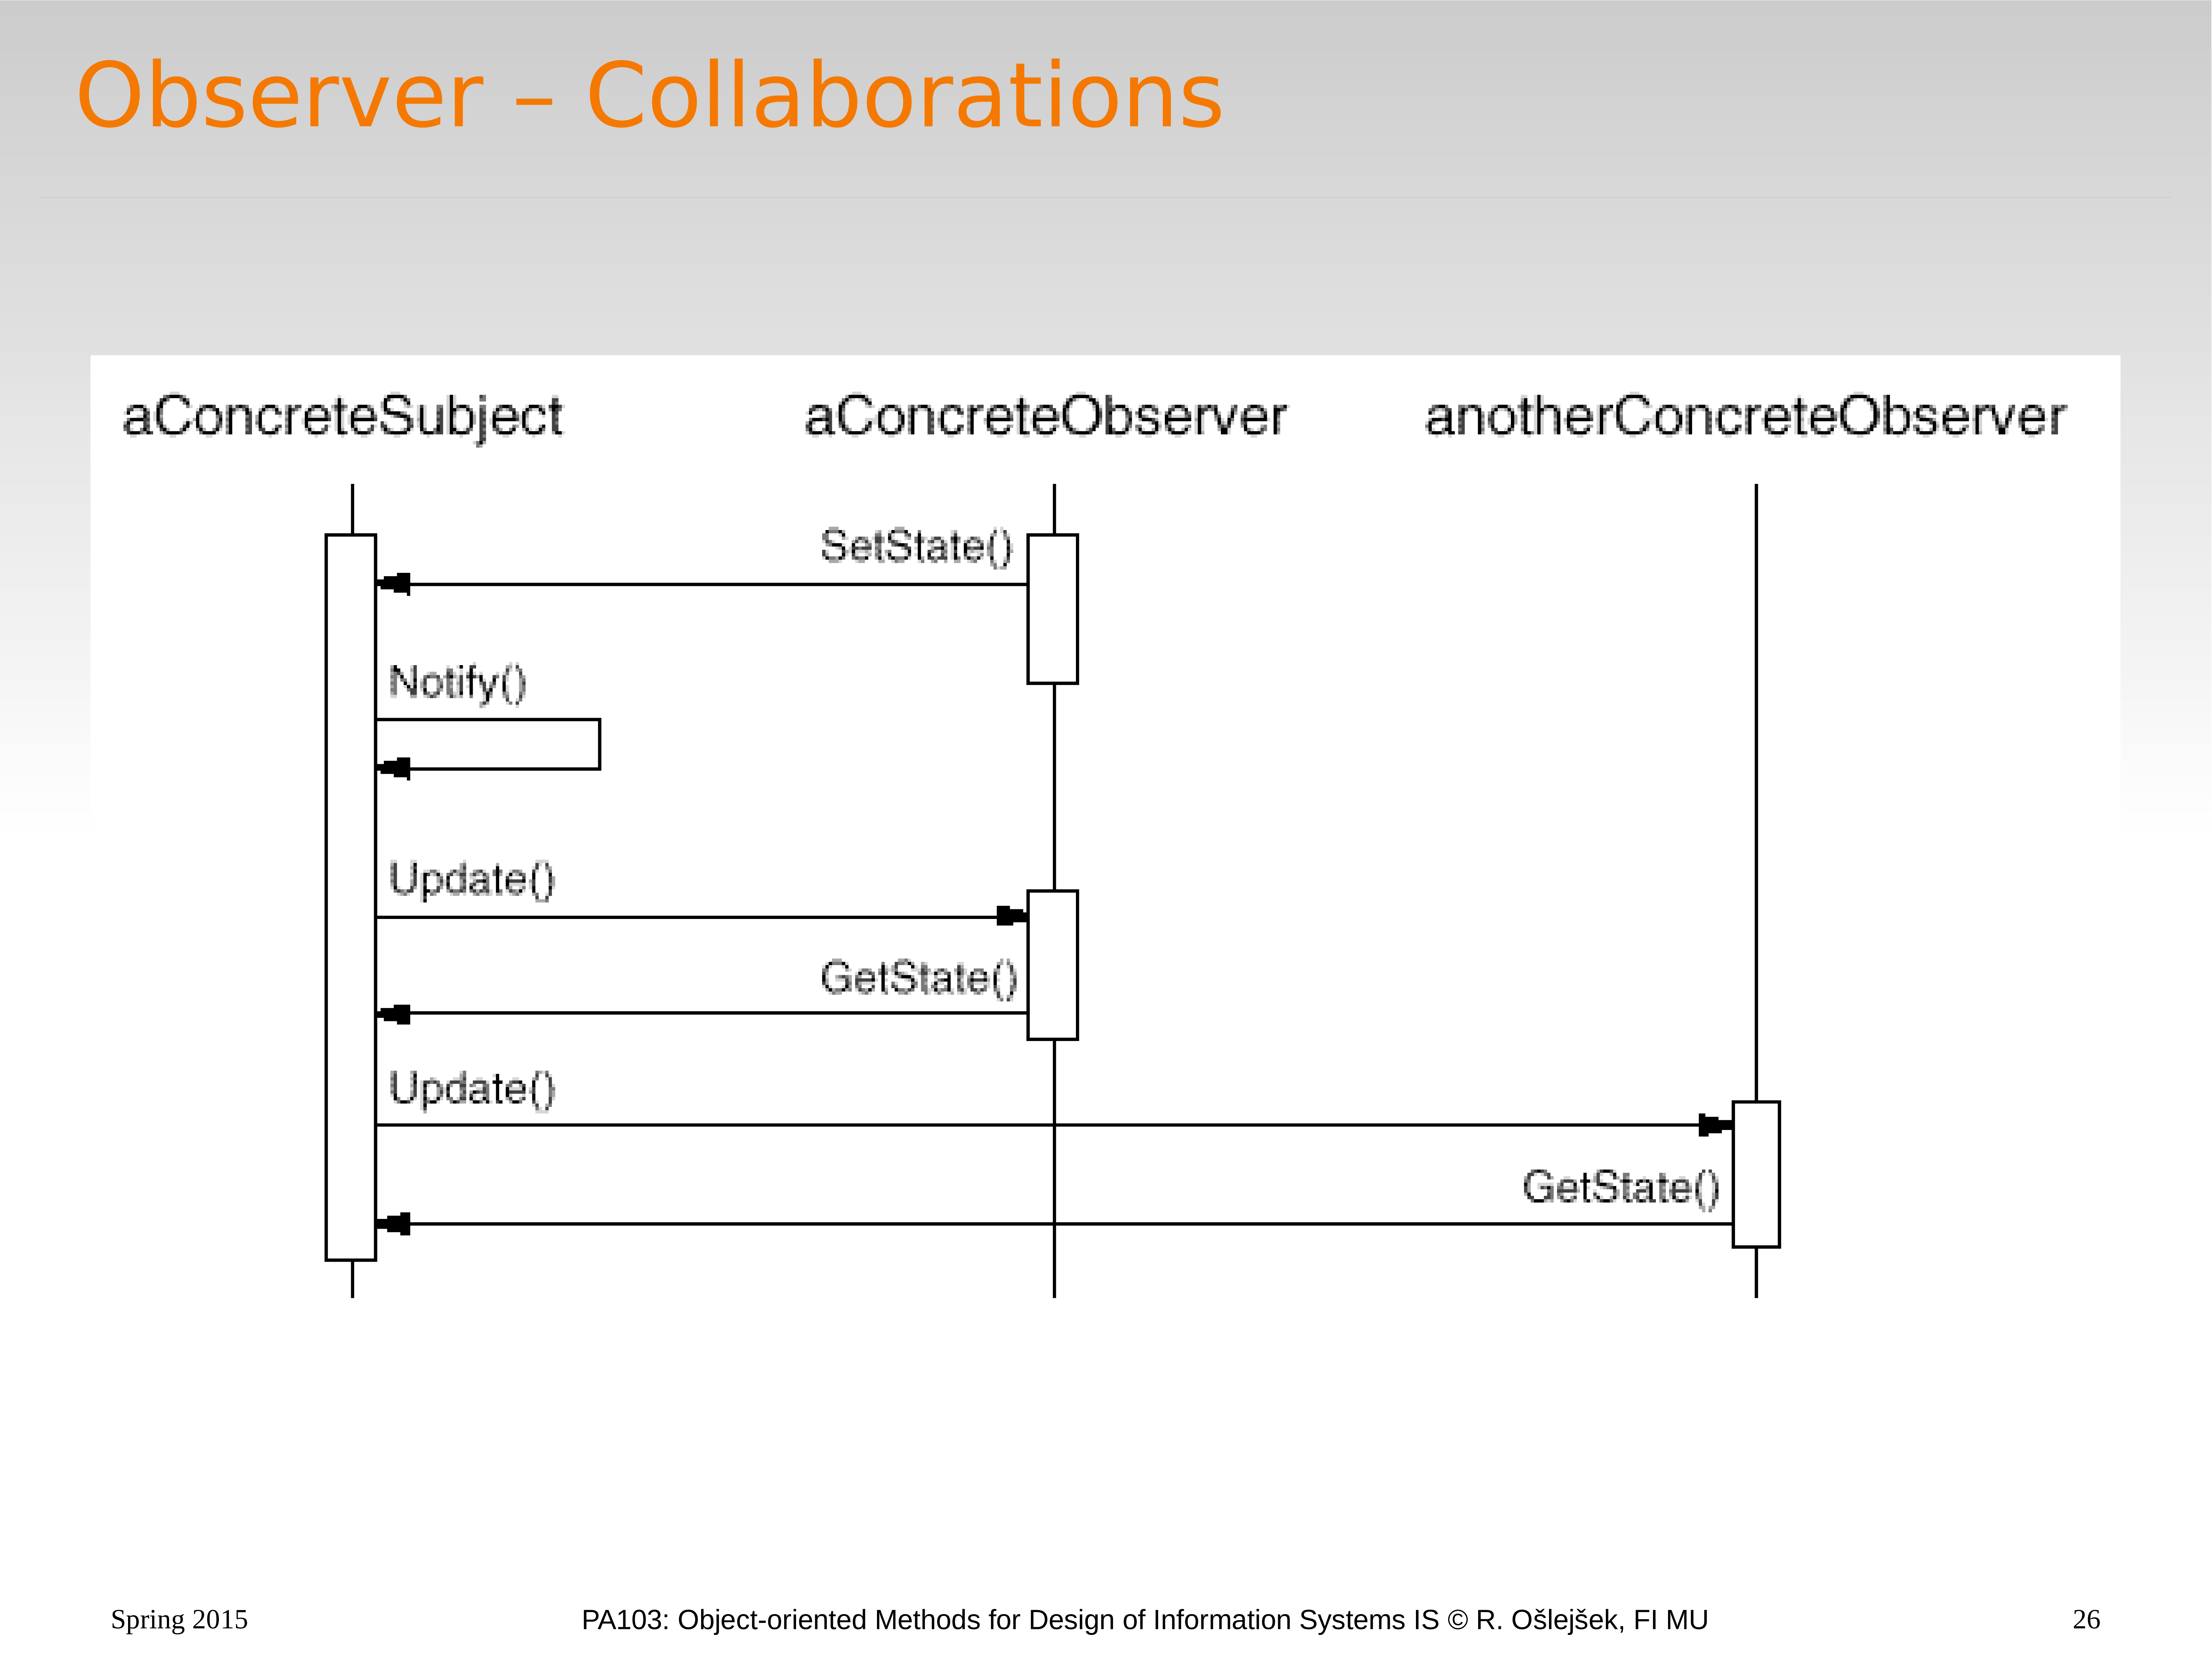 Observer – Collaborations
aConcreteSubject aConcreteObserver anotherConcreteObserver
SetState()
Notify()
Update()
GetState()
Update()
GetState()
Spring 2015 PA103: Object-oriented Methods for Design of Information Systems IS © R. Ošlejšek, FI MU 26